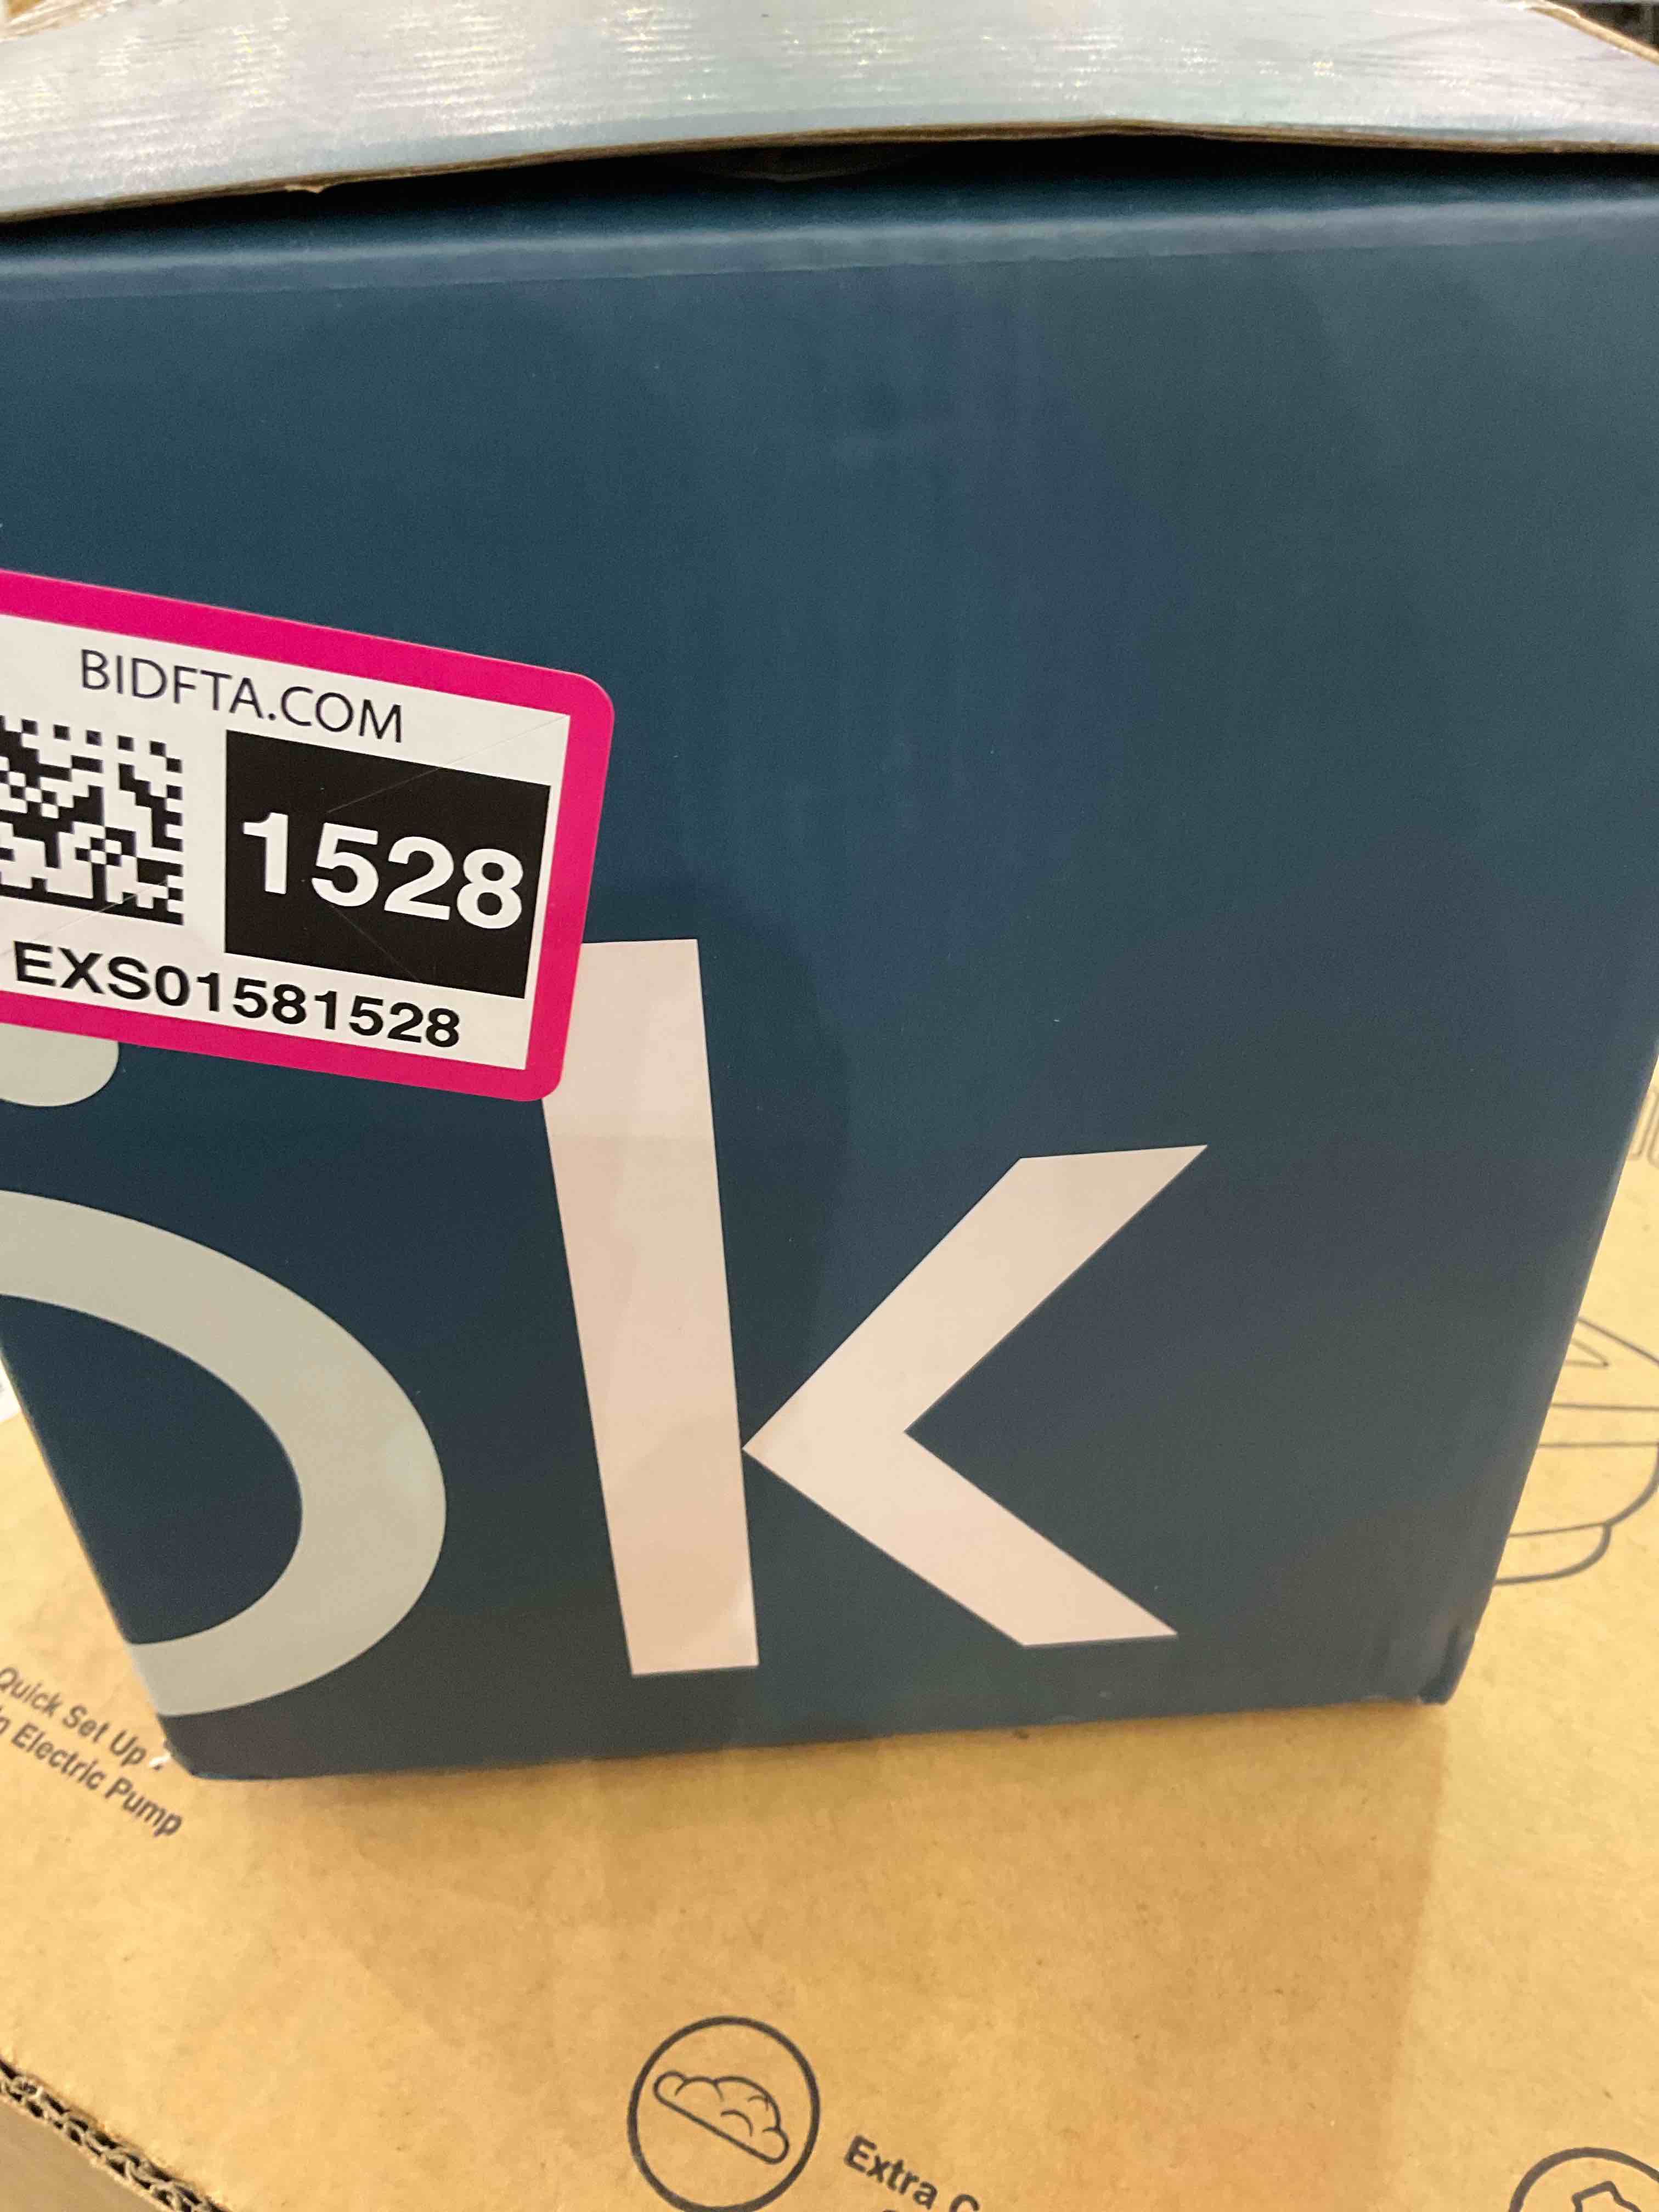 BIDFTA.COM
1528
EXS01581528
k
Quick Set Up
Electric Pump
Extra